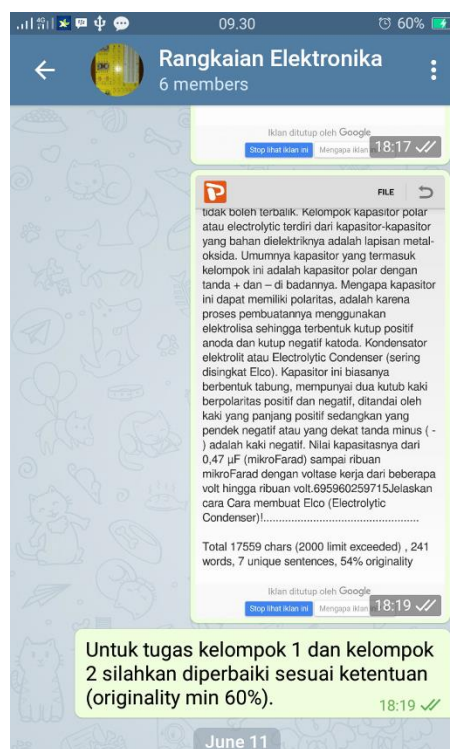 09.30
60%
Rangkaian Elektronika
6 members
Iklan ditutup oleh Google
Stop lihat iklan ini
Mengapa iklan
18:17
FILE
tidak boleh terbalik. Kelompok kapasitor polar
atau electrolytic terdiri dari kapasitor-kapasitor
yang bahan dielektriknya adalah lapisan metal-
oksida. Umumnya kapasitor yang termasuk
kelompok ini adalah kapasitor polar dengan
tanda + dan – di badannya. Mengapa kapasitor
ini dapat memiliki polaritas, adalah karena
proses pembuatannya menggunakan
elektrolisa sehingga terbentuk kutup positif
anoda dan kutup negatif katoda. Kondensator
elektrolit atau Electrolytic Condenser (sering
disingkat Elco). Kapasitor ini biasanya
berbentuk tabung, mempunyai dua kutub kaki
berpolaritas positif dan negatif, ditandai oleh
kaki yang panjang positif sedangkan yang
pendek negatif atau yang dekat tanda minus ( -
) adalah kaki negatif. Nilai kapasitasnya dari
0,47 µF (mikroFarad) sampai ribuan
mikroFarad dengan voltase kerja dari beberapa
volt hingga ribuan volt.695960259715Jelaskan
cara Cara membuat Elco (Electrolytic
Condenser)!...................................................
Total 17559 chars (2000 limit exceeded) , 241
words, 7 unique sentences, 54% originality
Iklan ditutup oleh Google
Stop lihat iklan ini
Mengapa iklan
18:19
Untuk tugas kelompok 1 dan kelompok
2 silahkan diperbaiki sesuai ketentuan
(originality min 60%).
18:19
June 11